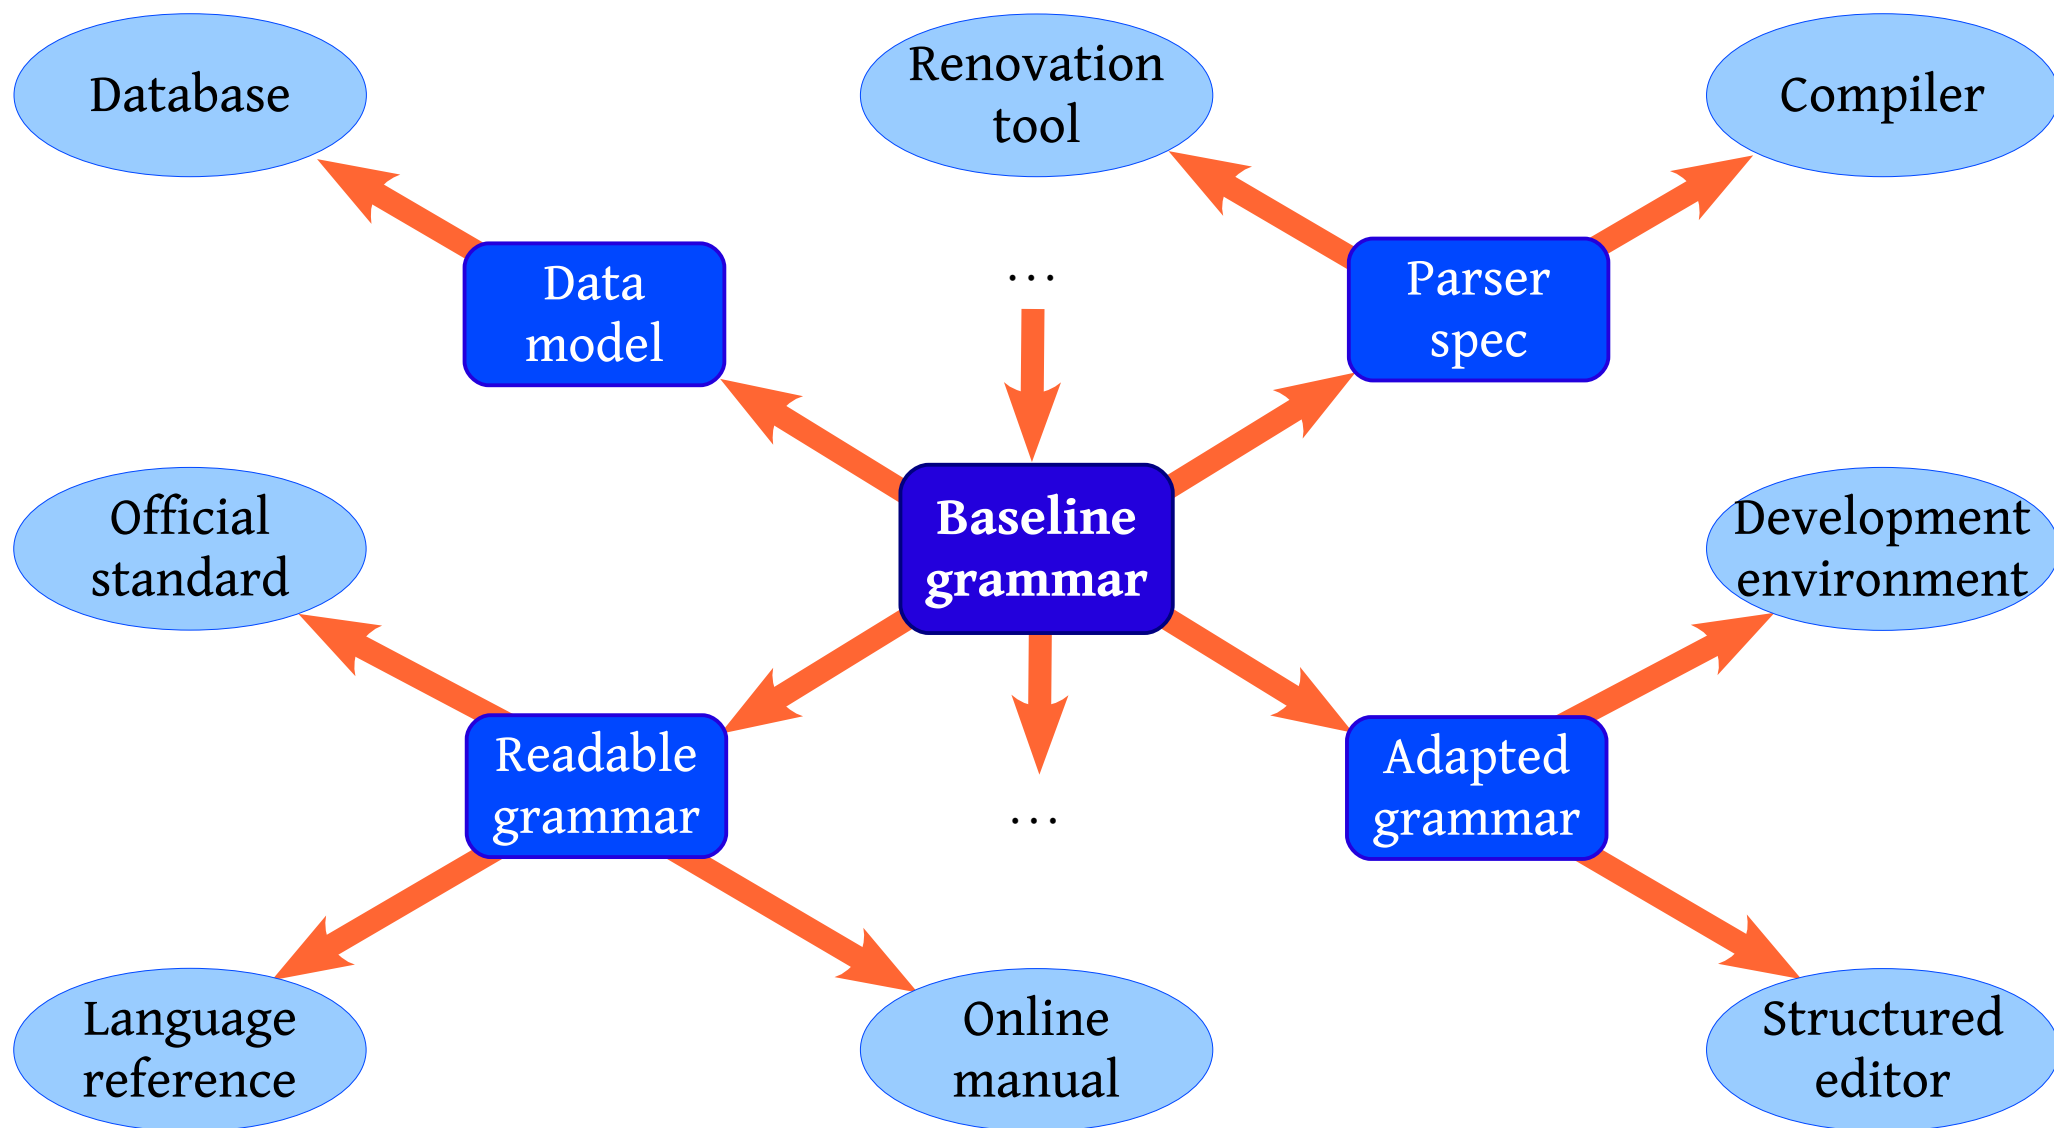 Database
Renovation
tool
Compiler
Data
model
...
Parser
spec
Official
standard
Baseline
grammar
Development
environment
Readable
grammar
...
Adapted
grammar
Language
reference
Online
manual
Structured
editor